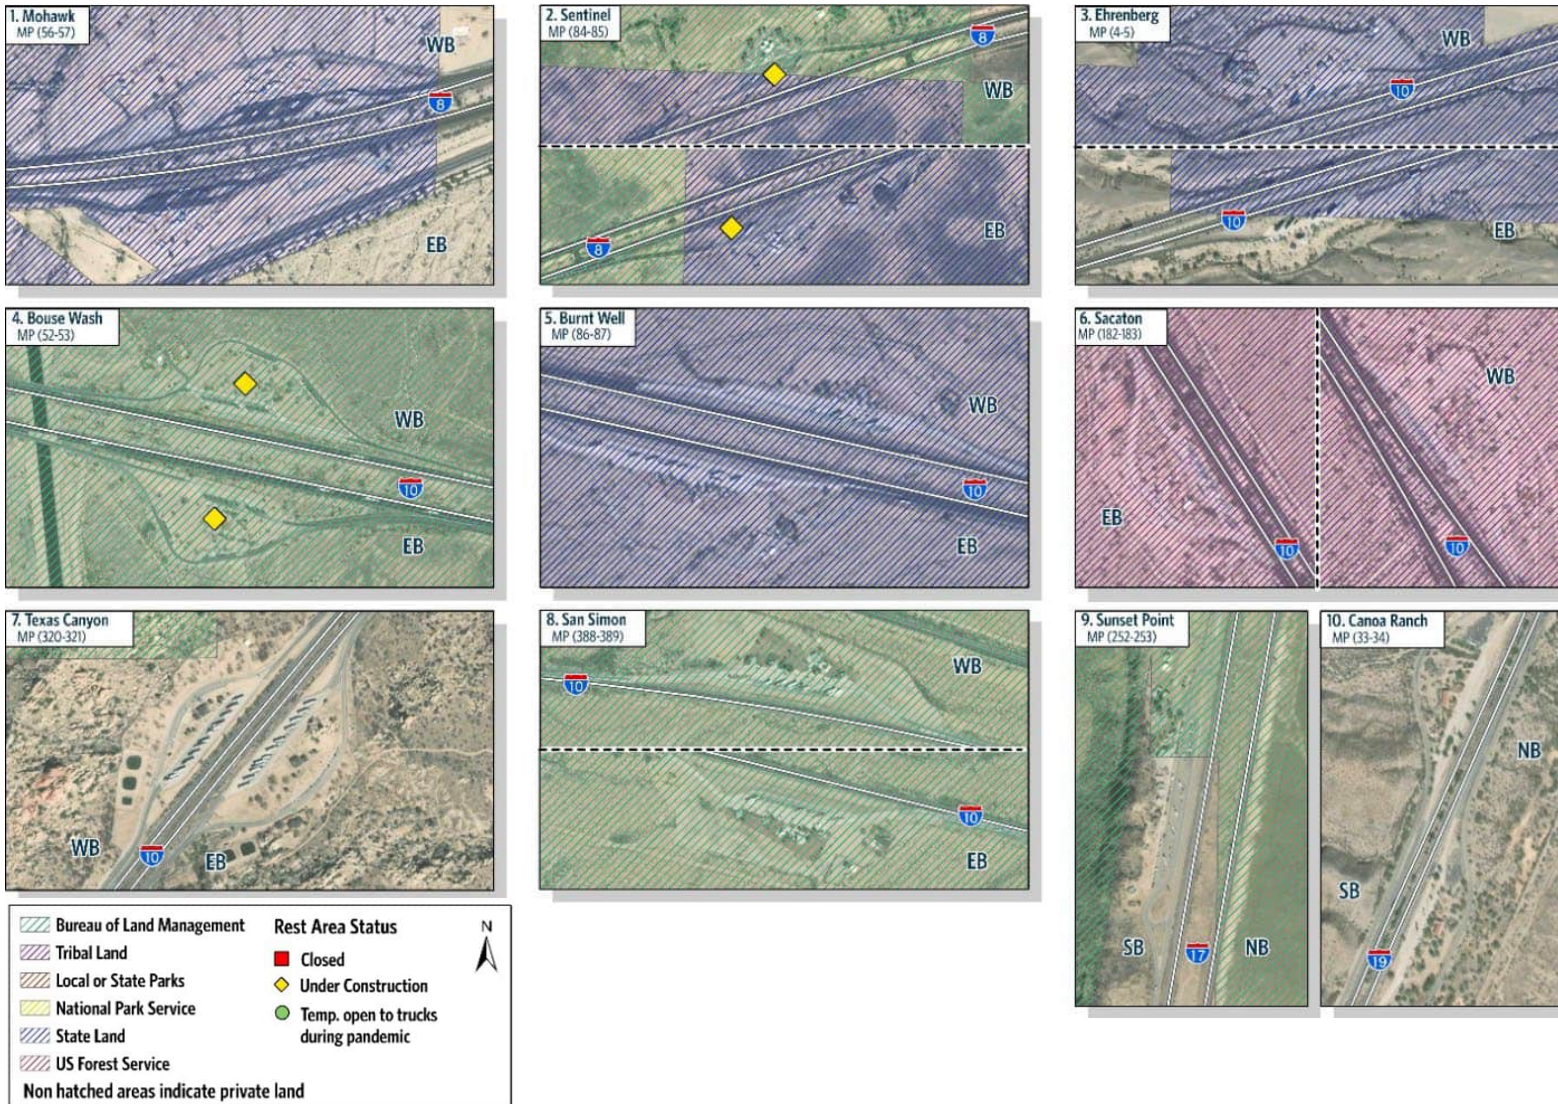 1. Mohawk
MP (56-57)
WB
8
EB
2. Sentinel
MP (84-85)
8
WB
8
EB
3. Ehrenberg
MP (4-5)
WB
10
10
EB
4. Bouse Wash
MP (52-53)
WB
10
EB
5. Burnt Well
MP (86-87)
WB
10
EB
6. Sacaton
MP (182-183)
WB
EB
10
10
7. Texas Canyon
MP (320-321)
WB
10
EB
8. San Simon
MP (388-389)
WB
10
10
EB
9. Sunset Point
MP (252-253)
SB
17
NB
10. Canoa Ranch
MP (33-34)
NB
SB
19
Bureau of Land Management
Tribal Land
Local or State Parks
National Park Service
State Land
US Forest Service
Non hatched areas indicate private land
Rest Area Status
Closed
Under Construction
Temp. open to trucks
during pandemic
N